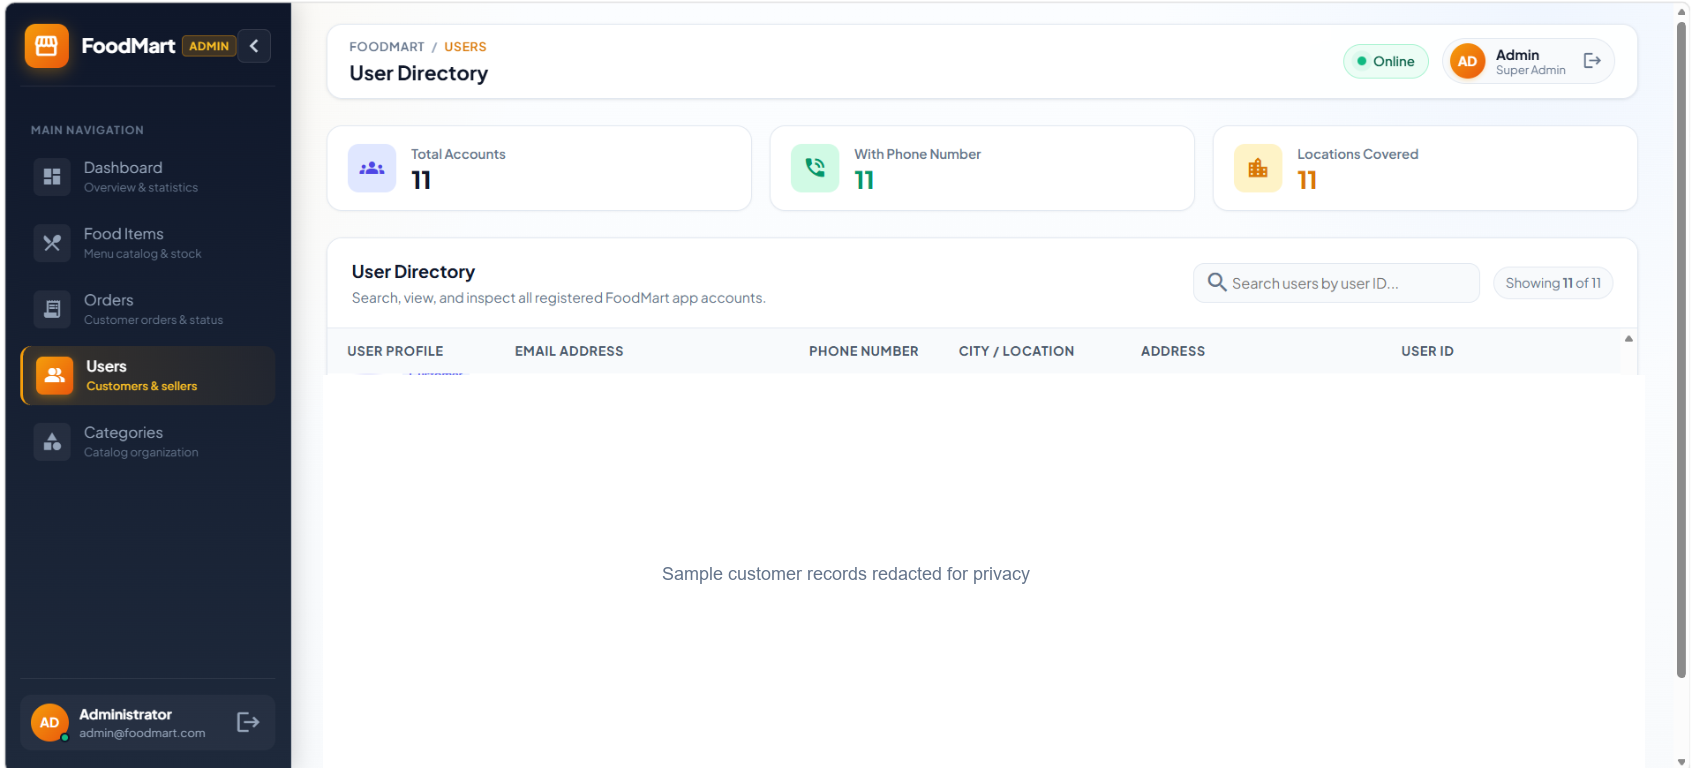 FoodMart ADMIN
MAIN NAVIGATION
Dashboard
Overview & statistics
Food Items
Menu catalog & stock
Orders
Customer orders & status
Users
Customers & sellers
Categories
Catalog organization
AD Administrator
admin@foodmart.com
FOODMART / USERS
User Directory
Online
AD Admin
Super Admin
Total Accounts
11
With Phone Number
11
Locations Covered
11
User Directory
Search, view, and inspect all registered FoodMart app accounts.
Search users by user ID...
Showing 11 of 11
USER PROFILE EMAIL ADDRESS PHONE NUMBER CITY / LOCATION ADDRESS USER ID
Sample customer records redacted for privacy